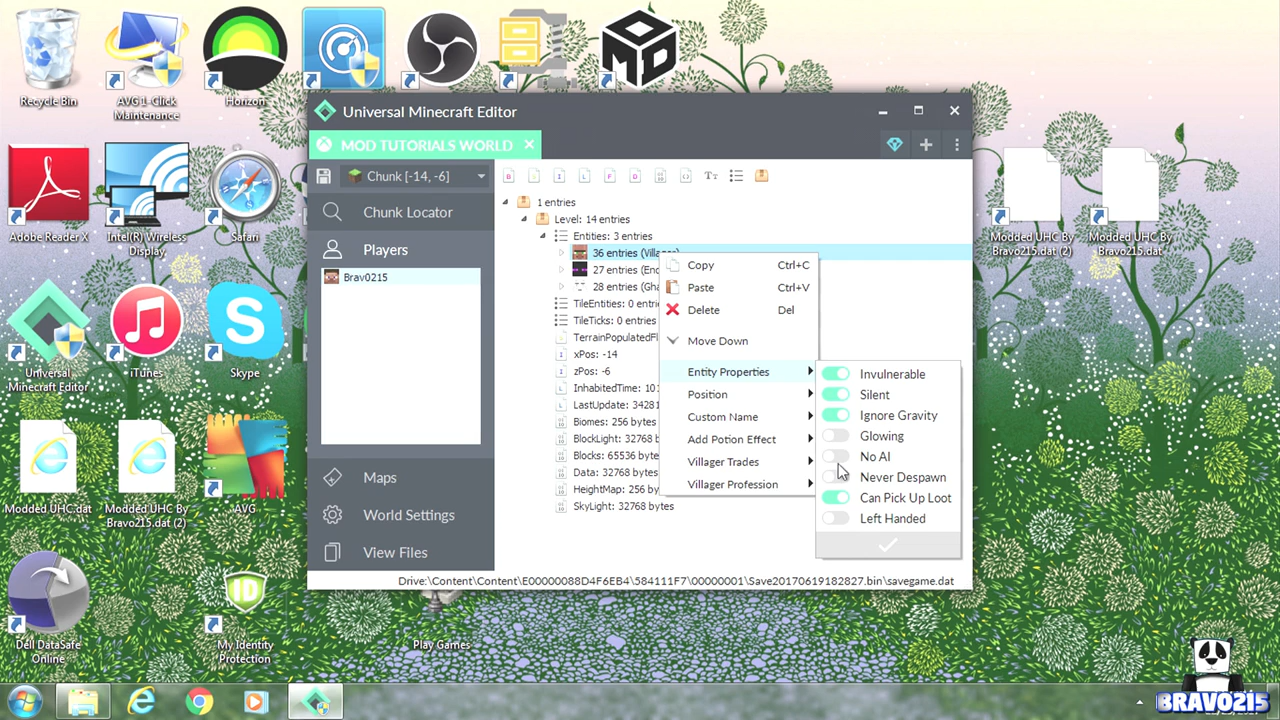 OMD
Recycle Bin
AVG 1-Click
Maintenance
Horizon
Universal Minecraft Editor
MOD TUTORIALS WORLD
Adobe Reader X
Intel(R) Wireless
Display
Safari
Modded UHC By
Bravo215.dat (2)
Modded UHC By
Bravo215.dat
Chunk [-14, -6]
Chunk Locator
Players
Brav0215
Maps
World Settings
View Files
1 entries
Level: 14 entries
Entities: 3 entries
36 entries
27 entries
28 entries
TileEntities: 0
TileTicks: 0
xPos: -14
zPos: -6
Biomes: 256 bytes
Blocks: 65536
Data: 32768
HeightMap: 256
SkyLight: 32768 bytes
Copy Ctrl+C
Paste Ctrl+V
Delete Del
Move Down
Entity Properties
Position
Custom Name
Add Potion Effect
Villager Trades
Villager Profession
Invulnerable
Silent
Ignore Gravity
Glowing
No AI
Never Despawn
Can Pick Up Loot
Left Handed
Drive:\Content\Content\E00000088D4F6EB4\584111F7\00000001\Save20170619182827.bin\savegame.dat
Universal
Minecraft Editor
iTunes
Skype
Modded UHC.dat
Modded UHC By
Bravo215.dat (2)
AVG
Dell DataSafe
Online
ID
My Identity
Protection
Play Games
BRAVO215